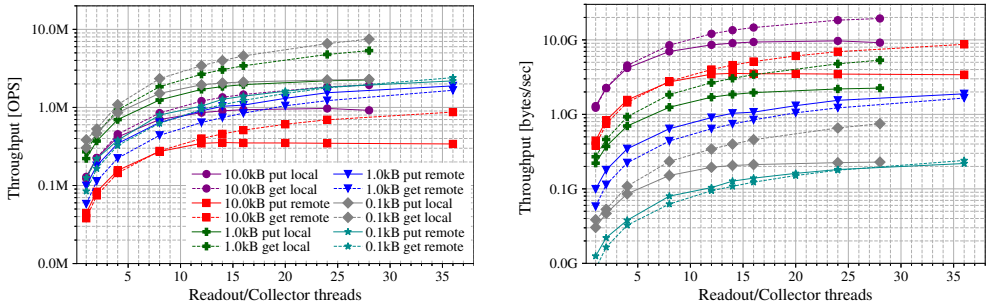 Throughput [OPS]
10.0M
1.0M
0.1M
0.0M
5 10 15 20 25 30 35
Readout/Collector threads
10.0kB put local
10.0kB get local
10.0kB put remote
10.0kB get remote
1.0kB put local
1.0kB get local
1.0kB put remote
1.0kB get remote
0.1kB put local
0.1kB get local
0.1kB put remote
0.1kB get remote
Throughput [bytes/sec]
10.0G
1.0G
0.1G
0.0G
5 10 15 20 25 30 35
Readout/Collector threads